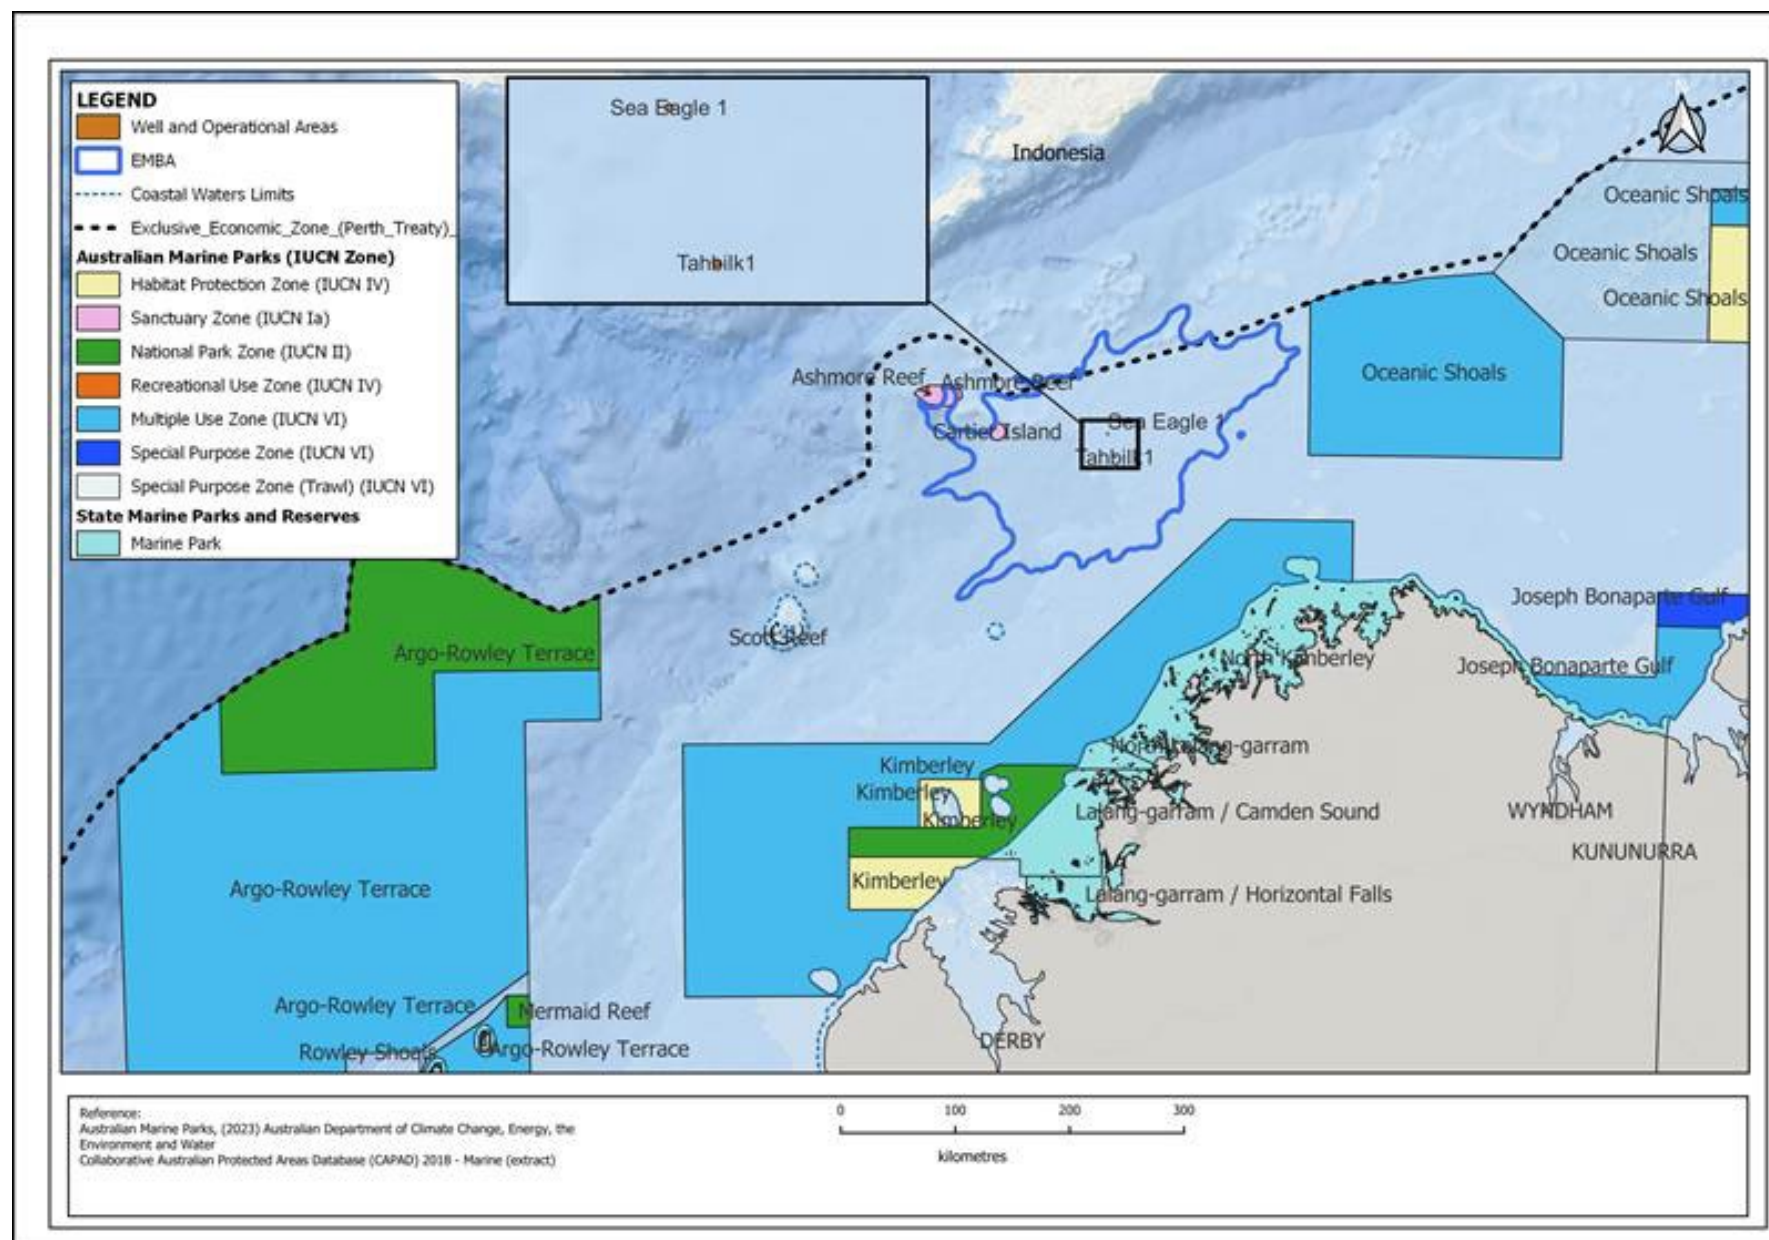 LEGEND
Well and Operational Areas
EMBA
Coastal Waters Limits
Exclusive_Economic_Zone_(Perth_Treaty)_
Australian Marine Parks (IUCN Zone)
Habitat Protection Zone (IUCN IV)
Sanctuary Zone (IUCN Ia)
National Park Zone (IUCN II)
Recreational Use Zone (IUCN IV)
Multiple Use Zone (IUCN VI)
Special Purpose Zone (IUCN VI)
Special Purpose Zone (Trawl) (IUCN VI)
State Marine Parks and Reserves
Marine Park
Sea Eagle 1
Tahbilk1
Indonesia
Oceanic Shoals
Oceanic Shoals
Oceanic Shoals
Oceanic Shoals
Ashmore Reef
Ashmore Reef
Cartier Island
Sea Eagle 1
Tahbilk1
Scott Reef
Joseph Bonaparte Gulf
Joseph Bonaparte Gulf
North Kimberley
North Lalang-garram
Argo-Rowley Terrace
Kimberley
Kimberley
Kimberley
Lalang-garram / Camden Sound
WYNDHAM
KUNUNURRA
Kimberley
Lalang-garram / Horizontal Falls
Argo-Rowley Terrace
Argo-Rowley Terrace
Mermaid Reef
Rowley Shoals
Argo-Rowley Terrace
DERBY
Reference:
Australian Marine Parks, (2023) Australian Department of Climate Change, Energy, the
Environment and Water
Collaborative Australian Protected Areas Database (CAPAD) 2018 - Marine (extract)
0 100 200 300
kilometres